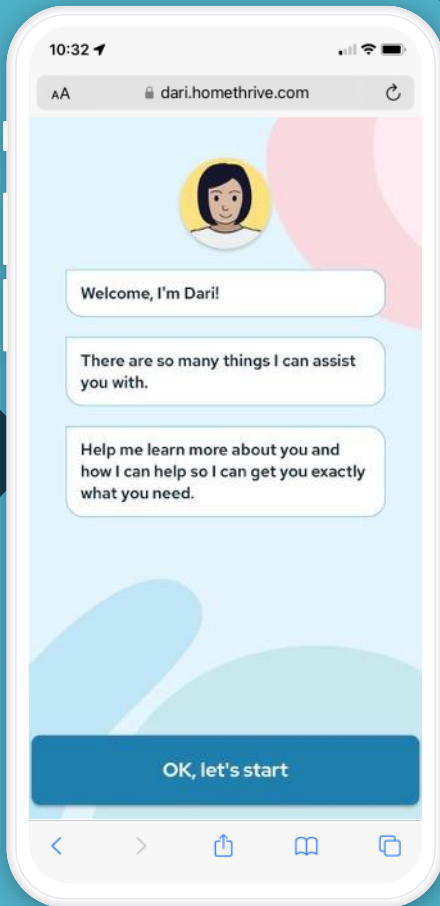 10:32
AA dari.homethrive.com
Welcome, I'm Dari!
There are so many things I can assist
you with.
Help me learn more about you and
how I can help so I can get you exactly
what you need.
OK, let's start